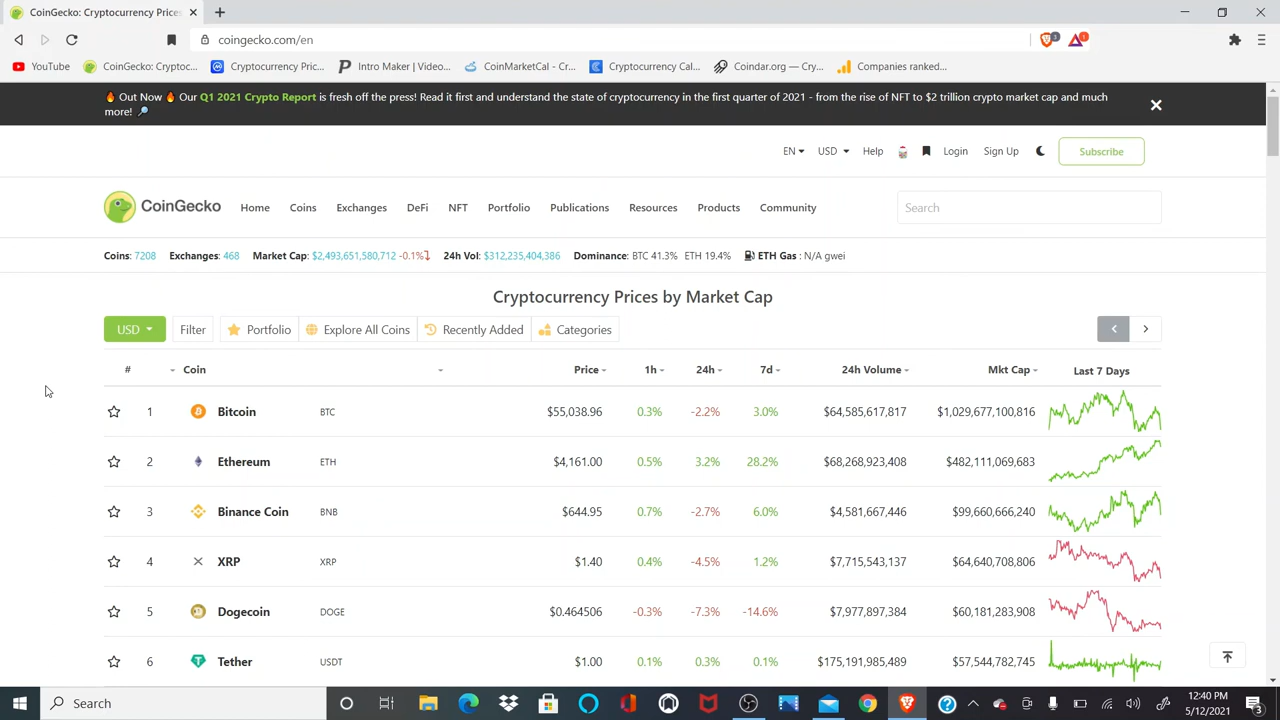 CoinGecko: Cryptocurrency Price
coingecko.com/en
3
1
YouTube
CoinGecko: Cryptoc...
Cryptocurrency Pric...
Intro Maker | Video...
CoinMarketCal - Cr...
Cryptocurrency Cal...
Coindar.org — Cry...
Companies ranked...
🔥 Out Now 🔥 Our Q1 2021 Crypto Report is fresh off the press! Read it first and understand the state of cryptocurrency in the first quarter of 2021 - from the rise of NFT to $2 trillion crypto market cap and much
more! 🔎
EN USD Help Login Sign Up Subscribe
CoinGecko Home Coins Exchanges DeFi NFT Portfolio Publications Resources Products Community Search
Coins: 7208 Exchanges: 468 Market Cap: $2,493,651,580,712 -0.1% 24h Vol: $312,235,404,386 Dominance: BTC 41.3% ETH 19.4% ETH Gas : N/A gwei
Cryptocurrency Prices by Market Cap
USD Filter Portfolio Explore All Coins Recently Added Categories
# Coin Price 1h 24h 7d 24h Volume Mkt Cap Last 7 Days
1 Bitcoin BTC $55,038.96 0.3% -2.2% 3.0% $64,585,617,817 $1,029,677,100,816
2 Ethereum ETH $4,161.00 0.5% 3.2% 28.2% $68,268,923,408 $482,111,069,683
3 Binance Coin BNB $644.95 0.7% -2.7% 6.0% $4,581,667,446 $99,660,666,240
4 XRP XRP $1.40 0.4% -4.5% 1.2% $7,715,543,137 $64,640,708,806
5 Dogecoin DOGE $0.464506 -0.3% -7.3% -14.6% $7,977,897,384 $60,181,283,908
6 Tether USDT $1.00 0.1% 0.3% 0.1% $175,191,985,489 $57,544,782,745
Search
12:40 PM
5/12/2021
3